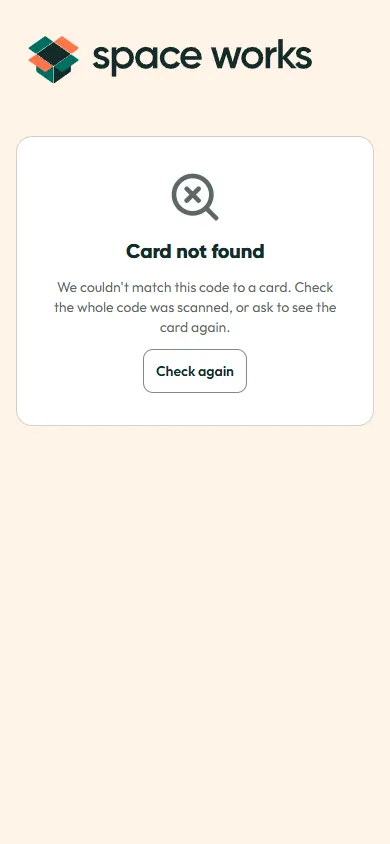 space works
Card not found
We couldn't match this code to a card. Check
the whole code was scanned, or ask to see the
card again.
Check again